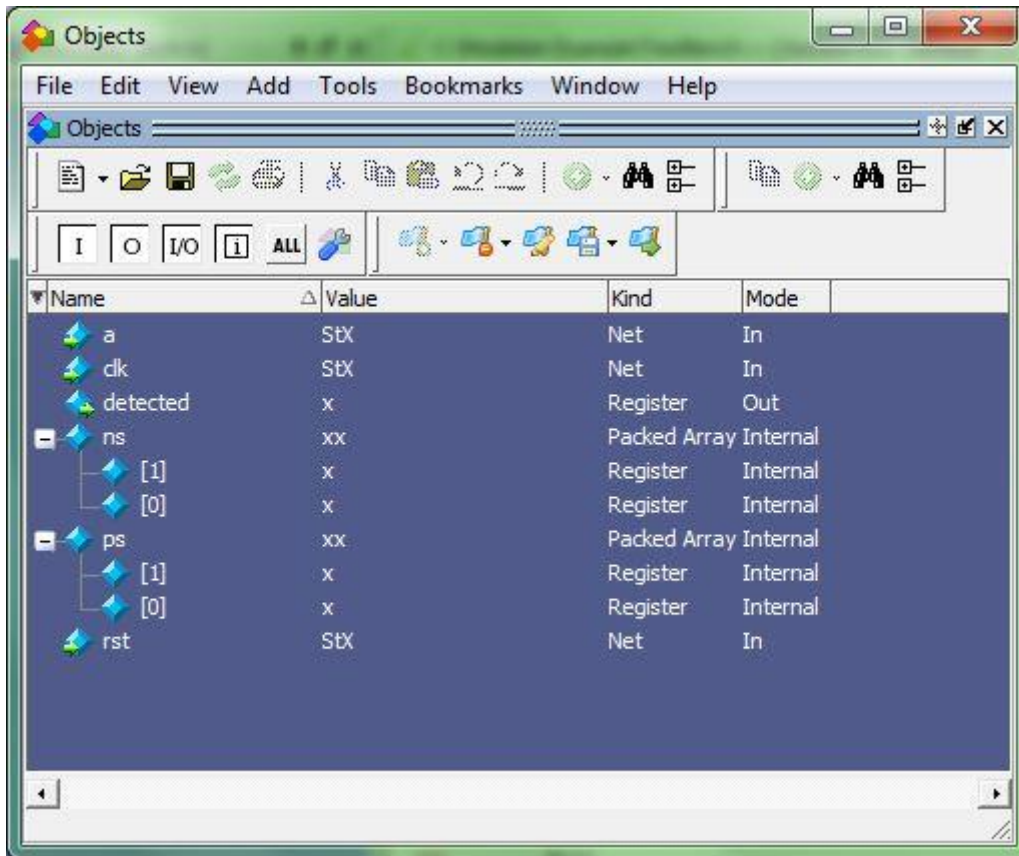 Objects
File Edit View Add Tools Bookmarks Window Help
Objects
I O I/O i ALL
Name Value Kind Mode
a StX Net In
clk StX Net In
detected x Register Out
ns xx Packed Array Internal
[1] x Register Internal
[0] x Register Internal
ps xx Packed Array Internal
[1] x Register Internal
[0] x Register Internal
rst StX Net In